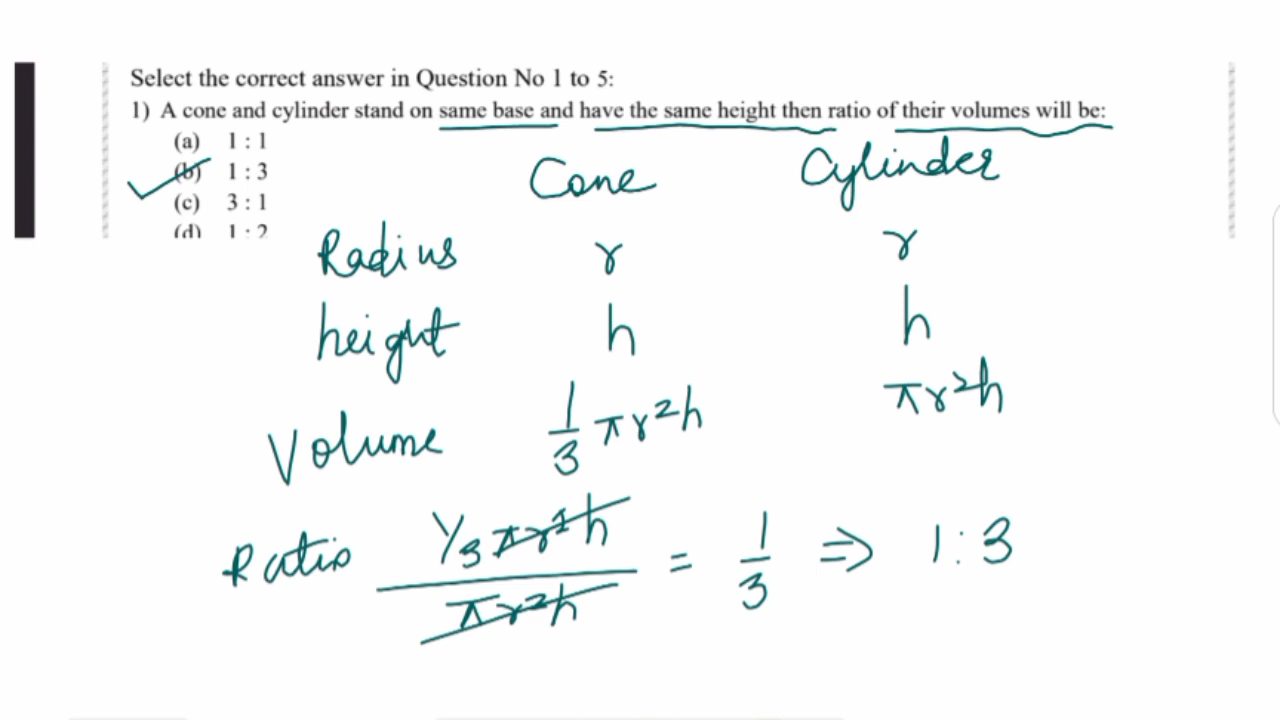 Select the correct answer in Question No 1 to 5:
1) A cone and cylinder stand on same base and have the same height then ratio of their volumes will be:
(a) 1 : 1
(b) 1 : 3
(c) 3 : 1
(d) 1 : 2
Cone Cylinder
Radius r r
height h h
Volume 1/3 πr²h πr²h
Ratio 1/3 πr²h / πr²h = 1/3 ⇒ 1:3